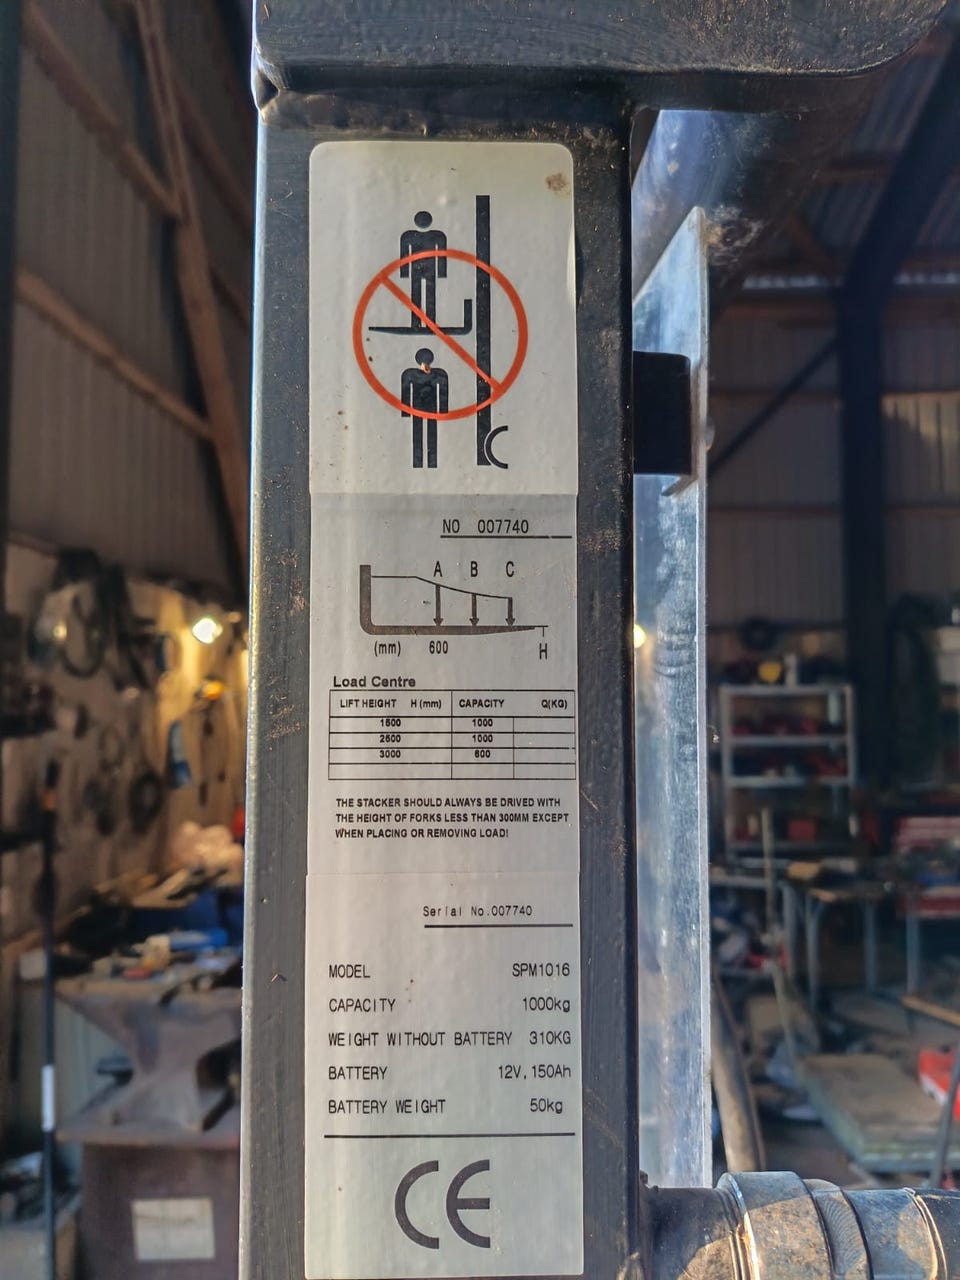 NO 007740
A B C
(mm) 600 H
Load Centre
LIFT HEIGHT H (mm) CAPACITY Q(KG)
1600 1000
2500 1000
3000 600
THE STACKER SHOULD ALWAYS BE DRIVED WITH
THE HEIGHT OF FORKS LESS THAN 300MM EXCEPT
WHEN PLACING OR REMOVING LOAD!
Serial No.007740
MODEL SPM1016
CAPACITY 1000kg
WEIGHT WITHOUT BATTERY 310KG
BATTERY 12V,150Ah
BATTERY WEIGHT 50kg
CE